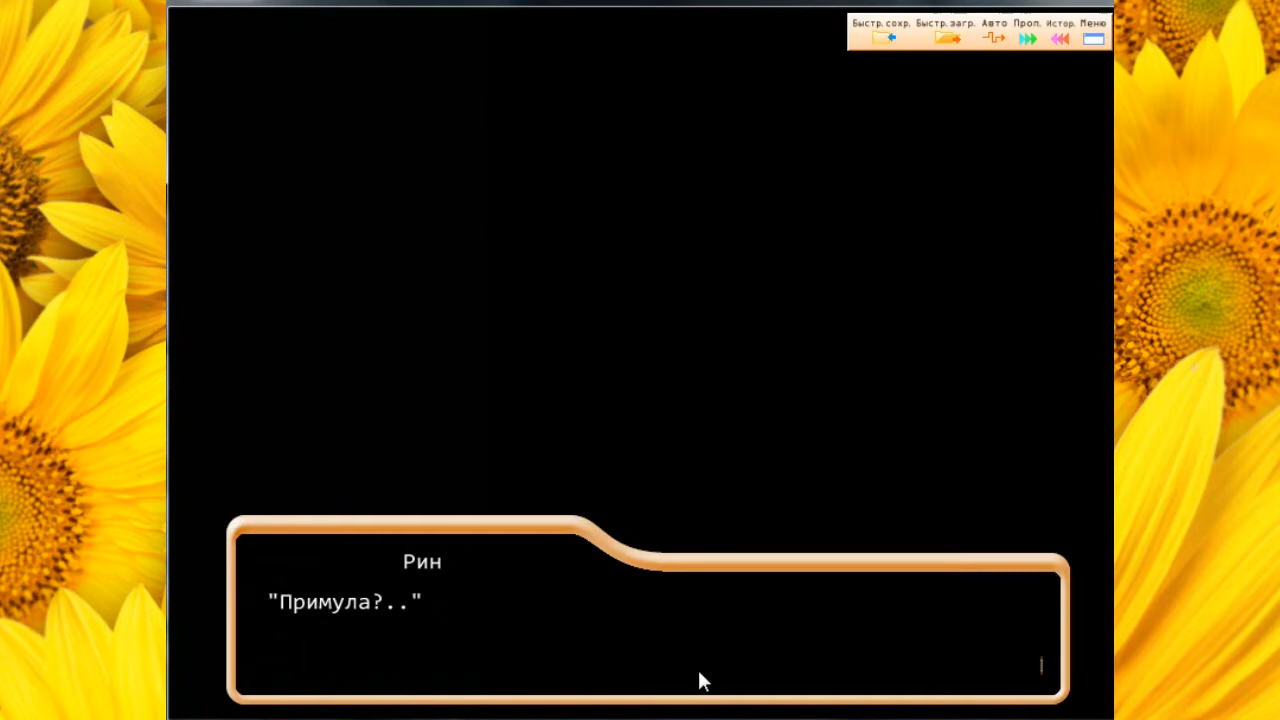 Быстр.сохр. Быстр.загр. Авто Проп. Истор. Меню
Рин
"Примула?.."